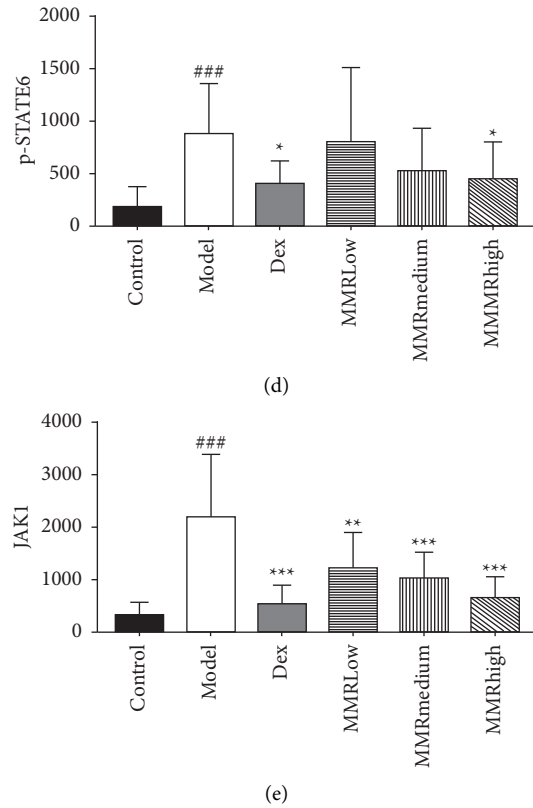 2000
1500
1000
500
0
p-STATE6
###
*
*
Control
Model
Dex
MMRLow
MMRmedium
MMMRhigh
(d)
4000
3000
2000
1000
0
JAK1
###
***
**
***
***
Control
Model
Dex
MMRLow
MMRmedium
MMRhigh
(e)